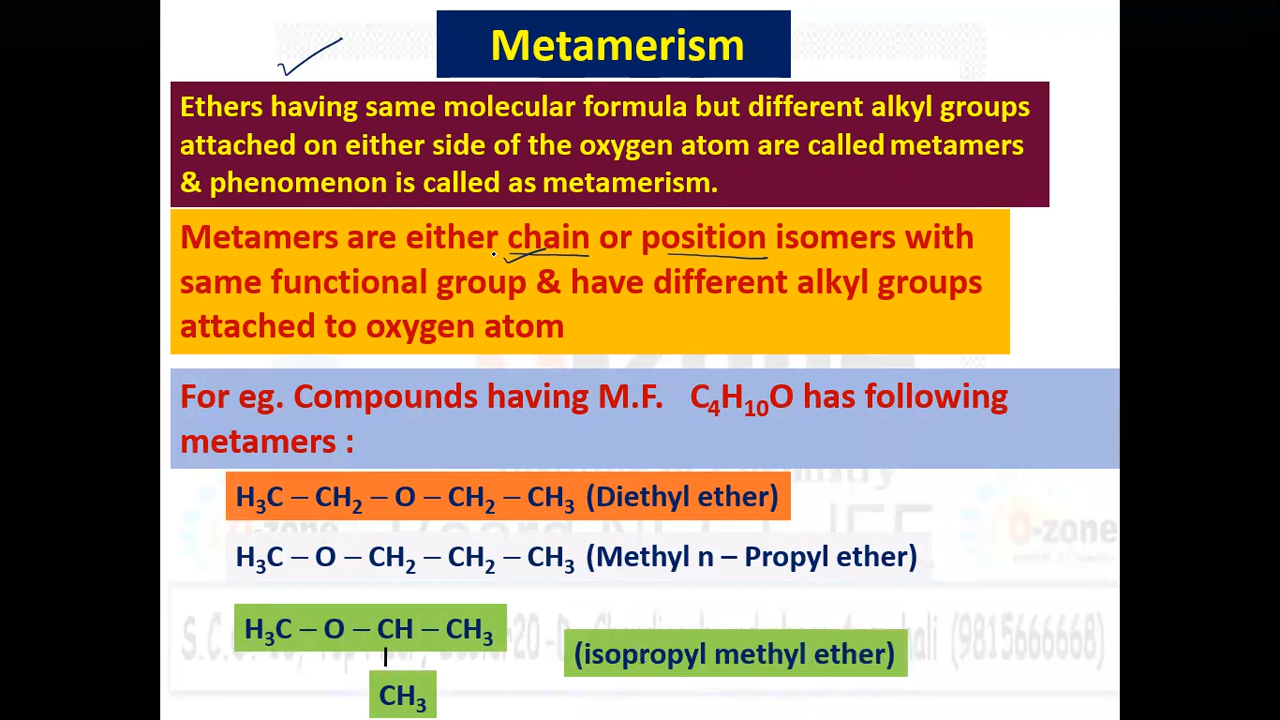 Metamerism
Ethers having same molecular formula but different alkyl groups
attached on either side of the oxygen atom are called metamers
& phenomenon is called as metamerism.
Metamers are either chain or position isomers with
same functional group & have different alkyl groups
attached to oxygen atom
For eg. Compounds having M.F. C₄H₁₀O has following
metamers :
H₃C – CH₂ – O – CH₂ – CH₃ (Diethyl ether)
H₃C – O – CH₂ – CH₂ – CH₃ (Methyl n – Propyl ether)
O-zone
H₃C – O – CH – CH₃
(isopropyl methyl ether)
(9815666668)
CH₃